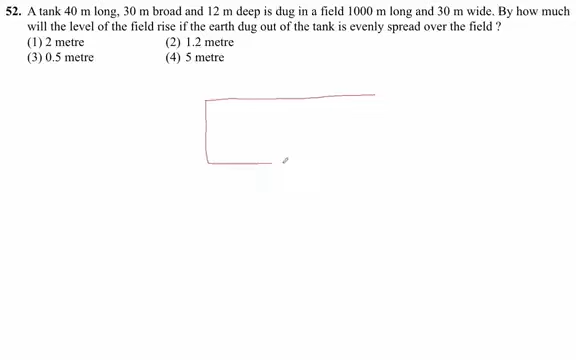 52. A tank 40 m long, 30 m broad and 12 m deep is dug in a field 1000 m long and 30 m wide. By how much
will the level of the field rise if the earth dug out of the tank is evenly spread over the field ?
(1) 2 metre (2) 1.2 metre
(3) 0.5 metre (4) 5 metre